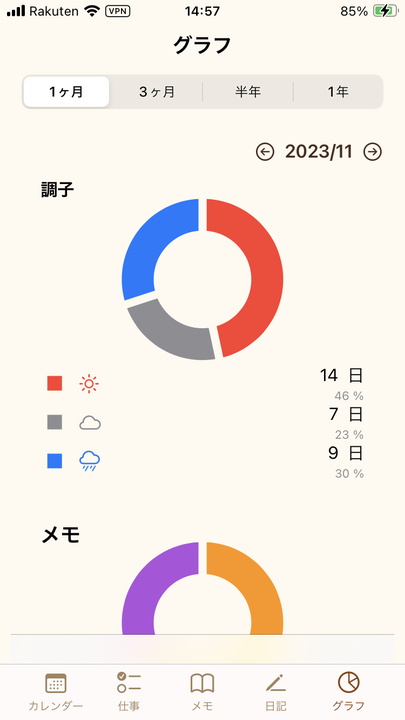 Rakuten VPN 14:57 85%
グラフ
1ヶ月 3ヶ月 半年 1年
2023/11
調子
14 日
46 %
7 日
23 %
9 日
30 %
メモ
カレンダー 仕事 メモ 日記 グラフ